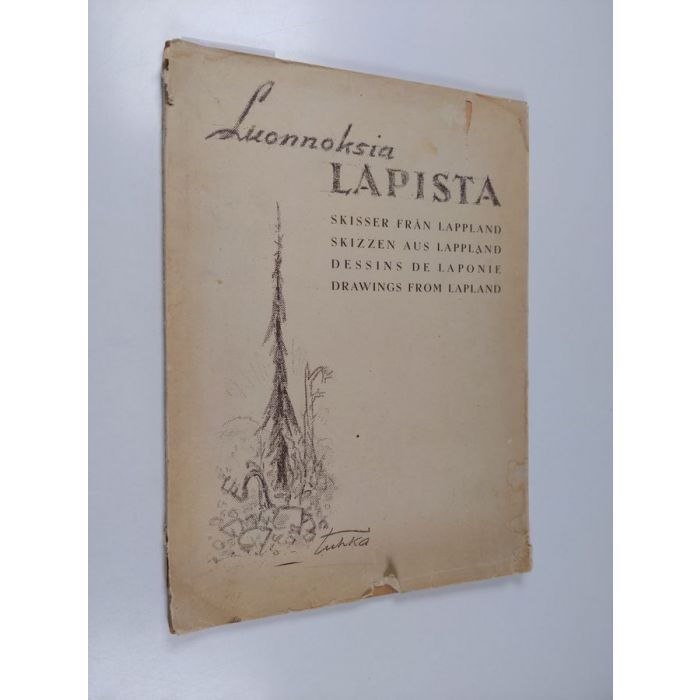 Luonnoksia
LAPISTA
SKISSER FRÅN LAPPLAND
SKIZZEN AUS LAPPLAND
DESSINS DE LAPONIE
DRAWINGS FROM LAPLAND
Tuhka